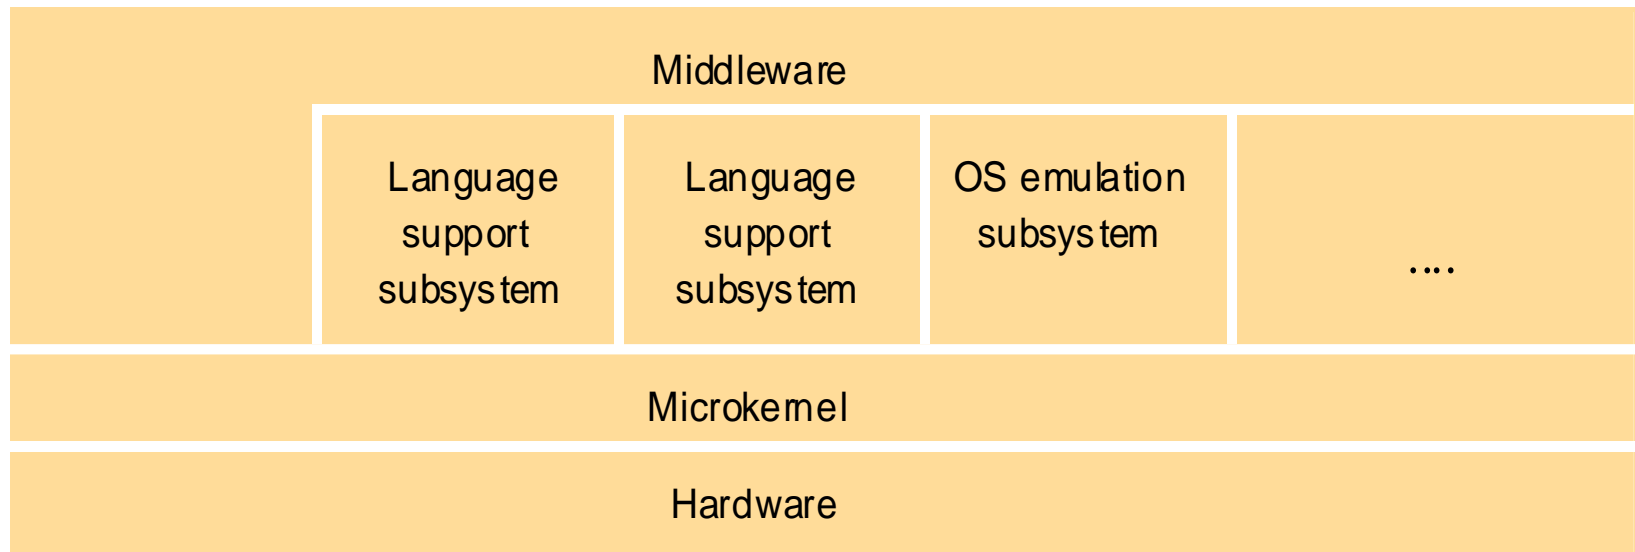 Middleware
Language
support
subsystem
Language
support
subsystem
OS emulation
subsystem
....
Microkernel
Hardware